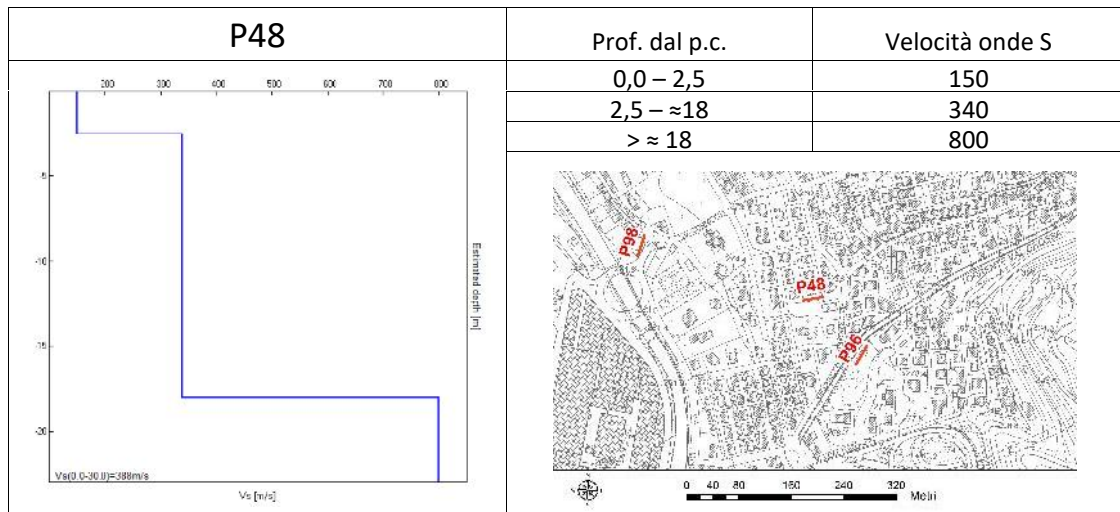 P48
Prof. dal p.c. Velocità onde S
0,0 – 2,5 150
2,5 – ≈18 340
> ≈ 18 800
200 300 400 500 600 700 800
-5
-10
-15
-20
Estimated depth [m]
Vs(0.0-30.0)=388m/s
Vs [m/s]
P98
P48
P96
0 40 80 160 240 320
Metri